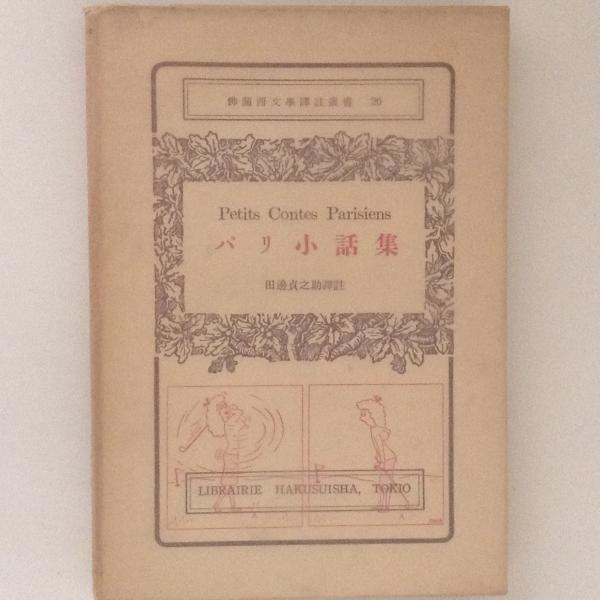 佛蘭西文學譯註叢書 20
Petits Contes Parisiens
パリ小話集
田邊貞之助譯註
LIBRAIRIE HAKUSUISHA, TOKIO